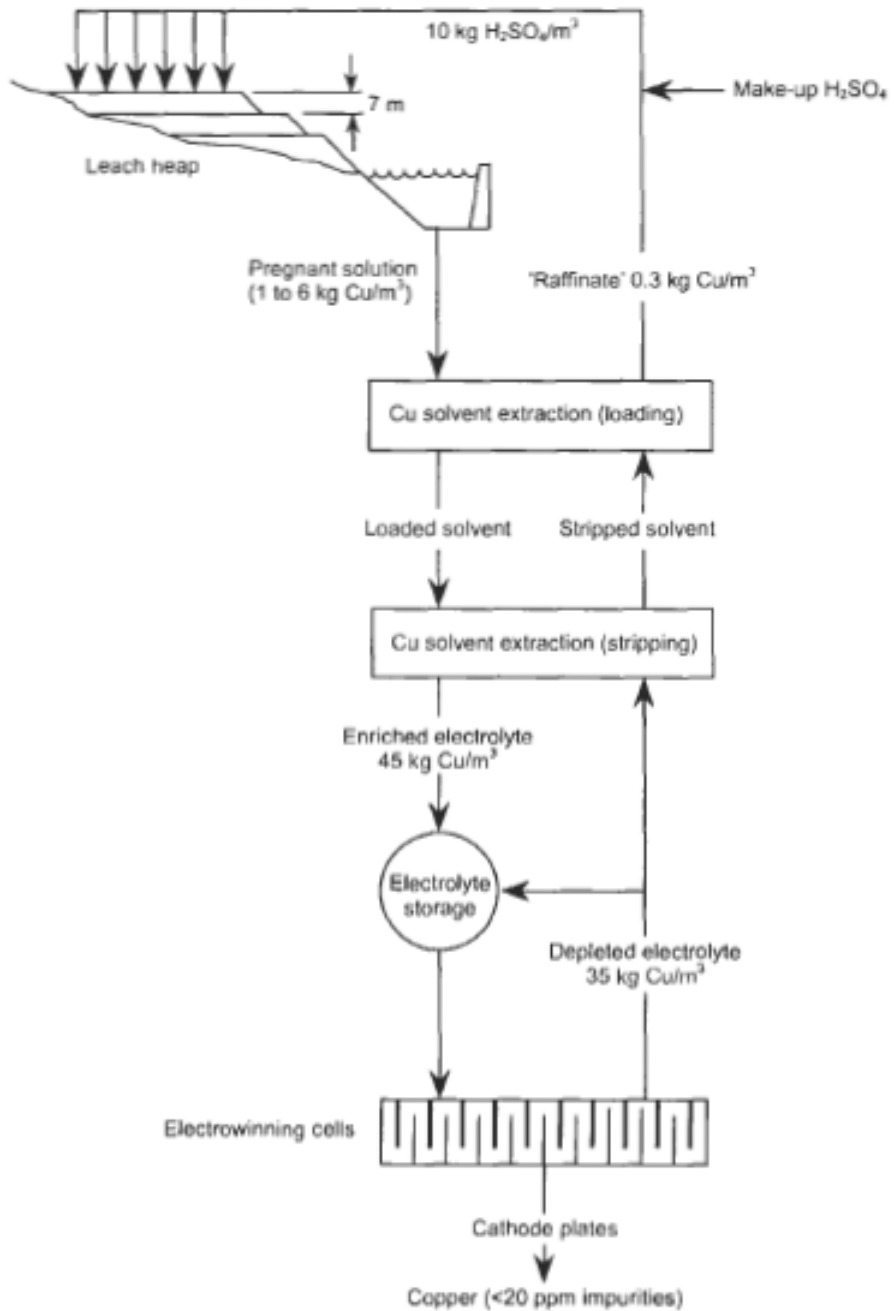 10 kg H₂SO₄/m³
Make-up H₂SO₄
7 m
Leach heap
Pregnant solution
(1 to 6 kg Cu/m³)
"Raffinate" 0.3 kg Cu/m³
Cu solvent extraction (loading)
Loaded solvent
Stripped solvent
Cu solvent extraction (stripping)
Enriched electrolyte
45 kg Cu/m³
Electrolyte
storage
Depleted electrolyte
35 kg Cu/m³
Electrowinning cells
Cathode plates
Copper (<20 ppm impurities)